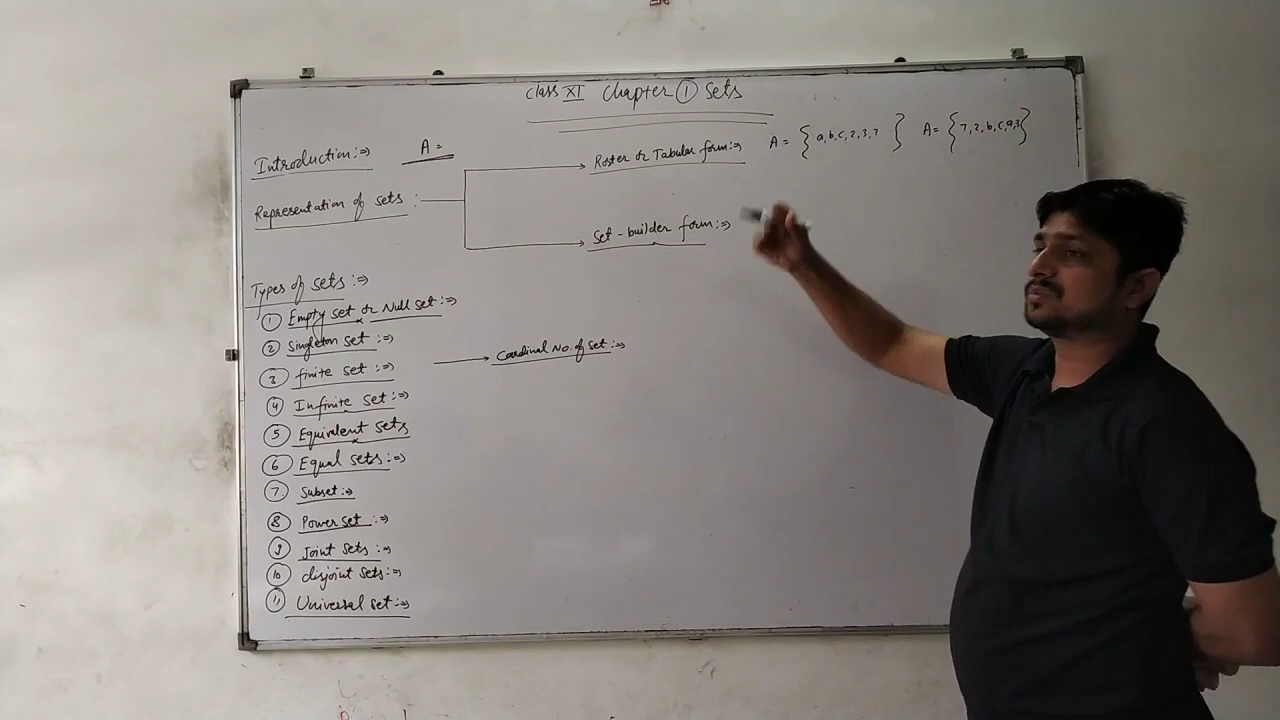 Class XI Chapter ① Sets
Introduction :⇒ A =
Representation of sets :
Roster or Tabular form :⇒ A = { a, b, c, 2, 3, 7 } A = { 7, 2, b, c, a, 3 }
Set-builder form :⇒
Types of sets :⇒
① Empty set or Null set :⇒
② Singleton set :⇒
③ finite set :⇒
→ Cardinal No. of set :⇒
④ Infinite set :⇒
⑤ Equivalent sets
⑥ Equal sets :⇒
⑦ Subset :⇒
⑧ Power set :⇒
⑨ Joint sets :⇒
⑩ disjoint sets :⇒
⑪ Universal set :⇒